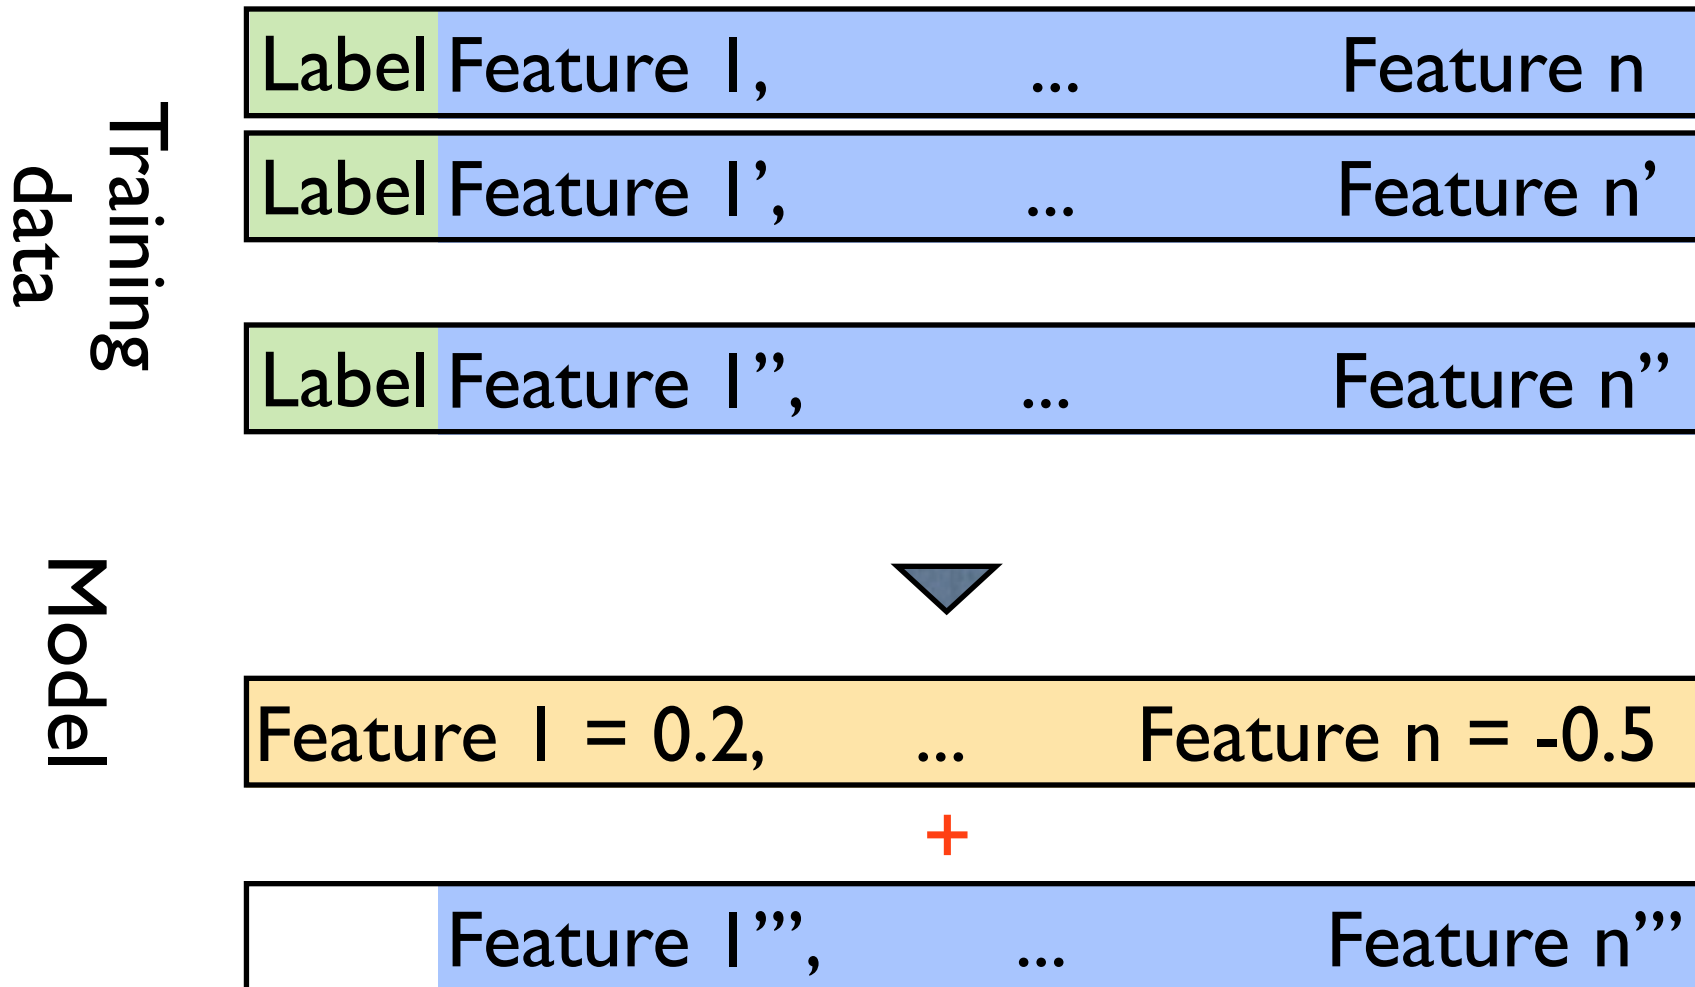 Training
data
Label Feature 1, ... Feature n
Label Feature 1’, ... Feature n’
Label Feature 1’’, ... Feature n’’
Model
Feature 1 = 0.2, ... Feature n = -0.5
+
Feature 1’’’, ... Feature n’’’